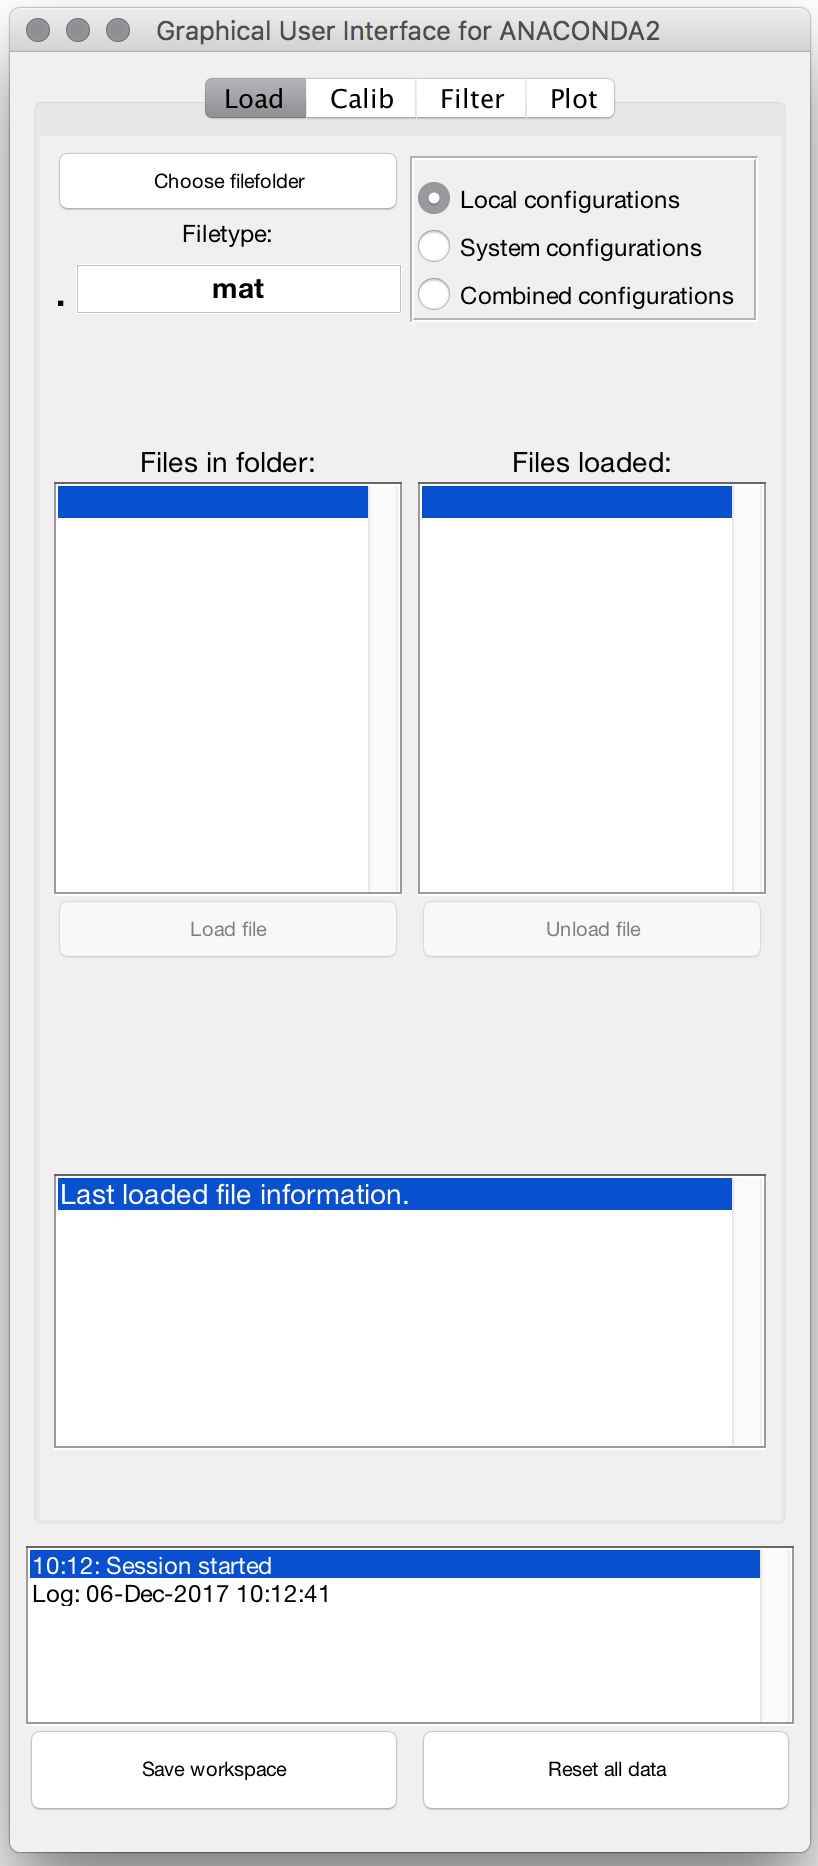 Graphical User Interface for ANACONDA2
Load Calib Filter Plot
Choose filefolder
Filetype:
. mat
Local configurations
System configurations
Combined configurations
Files in folder:
Files loaded:
Load file
Unload file
Last loaded file information.
10:12: Session started
Log: 06-Dec-2017 10:12:41
Save workspace
Reset all data